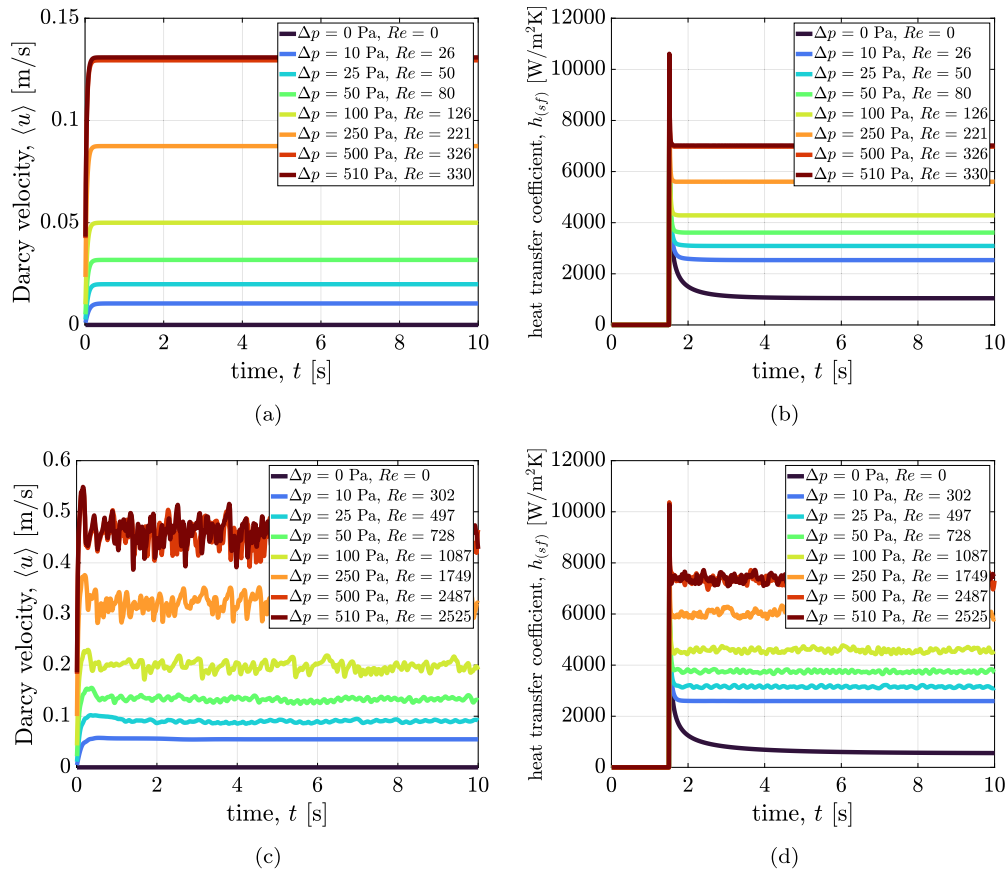 Darcy velocity, ⟨u⟩ [m/s]
0.15
0.1
0.05
0
Δp = 0 Pa, Re = 0
Δp = 10 Pa, Re = 26
Δp = 25 Pa, Re = 50
Δp = 50 Pa, Re = 80
Δp = 100 Pa, Re = 126
Δp = 250 Pa, Re = 221
Δp = 500 Pa, Re = 326
Δp = 510 Pa, Re = 330
0 2 4 6 8 10
time, t [s]
(a)
heat transfer coefficient, h(sf) [W/m²K]
12000
10000
8000
6000
4000
2000
0
Δp = 0 Pa, Re = 0
Δp = 10 Pa, Re = 26
Δp = 25 Pa, Re = 50
Δp = 50 Pa, Re = 80
Δp = 100 Pa, Re = 126
Δp = 250 Pa, Re = 221
Δp = 500 Pa, Re = 326
Δp = 510 Pa, Re = 330
0 2 4 6 8 10
time, t [s]
(b)
Darcy velocity, ⟨u⟩ [m/s]
0.6
0.5
0.4
0.3
0.2
0.1
0
Δp = 0 Pa, Re = 0
Δp = 10 Pa, Re = 302
Δp = 25 Pa, Re = 497
Δp = 50 Pa, Re = 728
Δp = 100 Pa, Re = 1087
Δp = 250 Pa, Re = 1749
Δp = 500 Pa, Re = 2487
Δp = 510 Pa, Re = 2525
0 2 4 6 8 10
time, t [s]
(c)
heat transfer coefficient, h(sf) [W/m²K]
12000
10000
8000
6000
4000
2000
0
Δp = 0 Pa, Re = 0
Δp = 10 Pa, Re = 302
Δp = 25 Pa, Re = 497
Δp = 50 Pa, Re = 728
Δp = 100 Pa, Re = 1087
Δp = 250 Pa, Re = 1749
Δp = 500 Pa, Re = 2487
Δp = 510 Pa, Re = 2525
0 2 4 6 8 10
time, t [s]
(d)